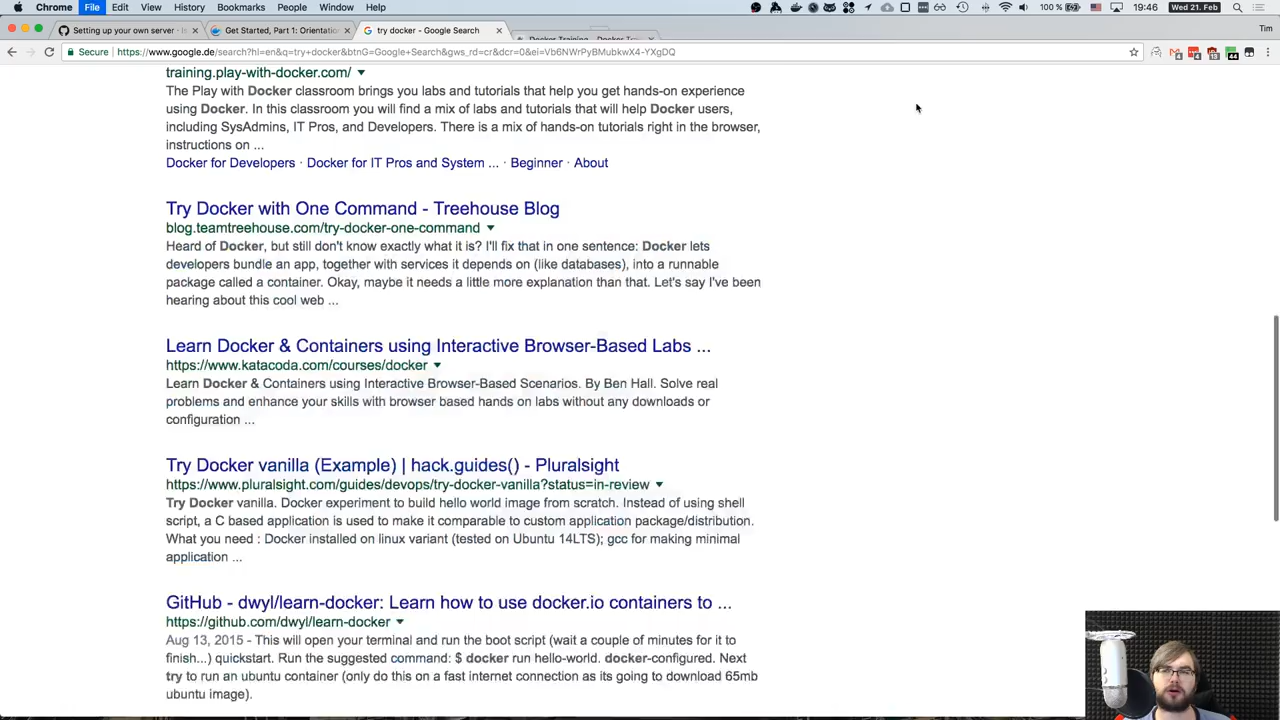 Chrome File Edit View History Bookmarks People Window Help 100 % 19:46 Wed 21. Feb
Setting up your own server - Is × Get Started, Part 1: Orientatio × try docker - Google Search × Docker Training - Docker Trai × Tim
Secure https://www.google.de/search?hl=en&q=try+docker&btnG=Google+Search&gws_rd=cr&dcr=0&ei=Vb6NWrPyBMubkwX4-YXgDQ
training.play-with-docker.com/
The Play with Docker classroom brings you labs and tutorials that help you get hands-on experience
using Docker. In this classroom you will find a mix of labs and tutorials that will help Docker users,
including SysAdmins, IT Pros, and Developers. There is a mix of hands-on tutorials right in the browser,
instructions on ...
Docker for Developers · Docker for IT Pros and System ... · Beginner · About
Try Docker with One Command - Treehouse Blog
blog.teamtreehouse.com/try-docker-one-command
Heard of Docker, but still don't know exactly what it is? I'll fix that in one sentence: Docker lets
developers bundle an app, together with services it depends on (like databases), into a runnable
package called a container. Okay, maybe it needs a little more explanation than that. Let's say I've been
hearing about this cool web ...
Learn Docker & Containers using Interactive Browser-Based Labs ...
https://www.katacoda.com/courses/docker
Learn Docker & Containers using Interactive Browser-Based Scenarios. By Ben Hall. Solve real
problems and enhance your skills with browser based hands on labs without any downloads or
configuration ...
Try Docker vanilla (Example) | hack.guides() - Pluralsight
https://www.pluralsight.com/guides/devops/try-docker-vanilla?status=in-review
Try Docker vanilla. Docker experiment to build hello world image from scratch. Instead of using shell
script, a C based application is used to make it comparable to custom application package/distribution.
What you need : Docker installed on linux variant (tested on Ubuntu 14LTS); gcc for making minimal
application ...
GitHub - dwyl/learn-docker: Learn how to use docker.io containers to ...
https://github.com/dwyl/learn-docker
Aug 13, 2015 - This will open your terminal and run the boot script (wait a couple of minutes for it to
finish...) quickstart. Run the suggested command: $ docker run hello-world. docker-configured. Next
try to run an ubuntu container (only do this on a fast internet connection as its going to download 65mb
ubuntu image).